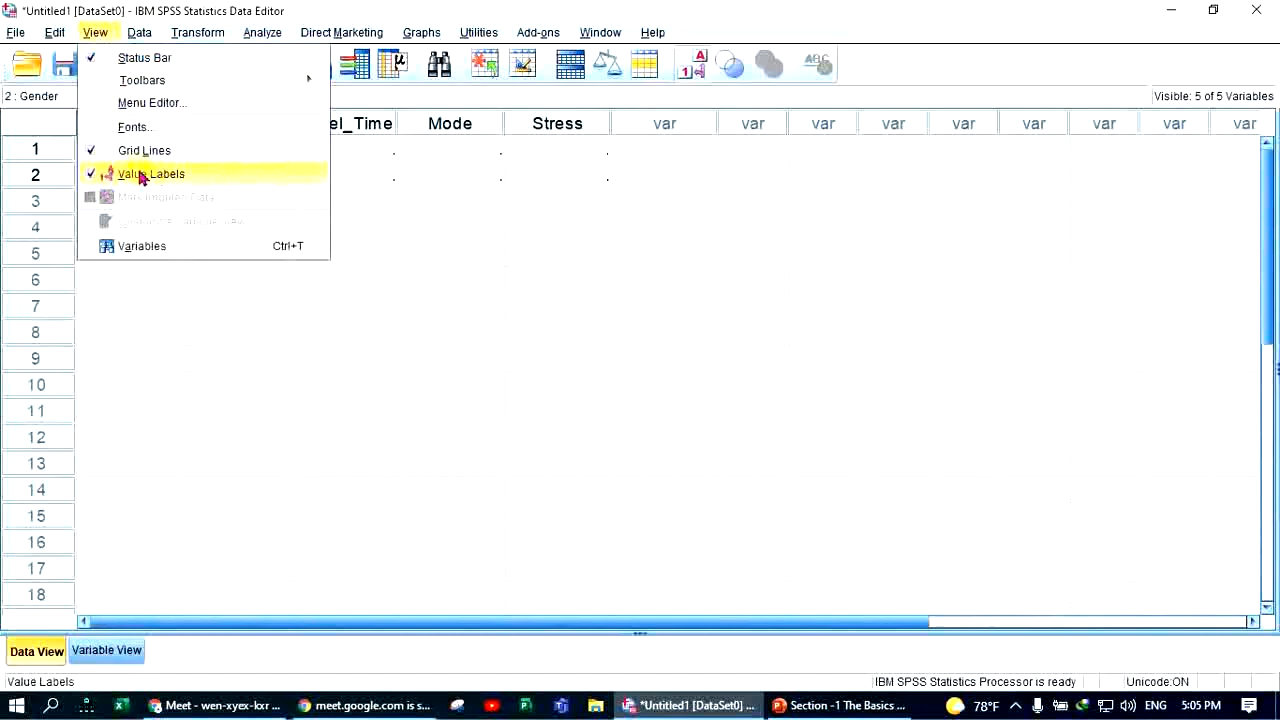 *Untitled1 [DataSet0] - IBM SPSS Statistics Data Editor
File Edit View Data Transform Analyze Direct Marketing Graphs Utilities Add-ons Window Help
Status Bar
Toolbars
Menu Editor...
Fonts...
Grid Lines
Value Labels
Variables Ctrl+T
2 : Gender
Visible: 5 of 5 Variables
el_Time Mode Stress var var var var var var var
1
2
3
4
5
6
7
8
9
10
11
12
13
14
15
16
17
18
Data View Variable View
Value Labels
IBM SPSS Statistics Processor is ready
Unicode:ON
Meet - wen-xyex-kxr ...
meet.google.com is s...
*Untitled1 [DataSet0] ...
Section -1 The Basics ...
78°F
ENG
5:05 PM